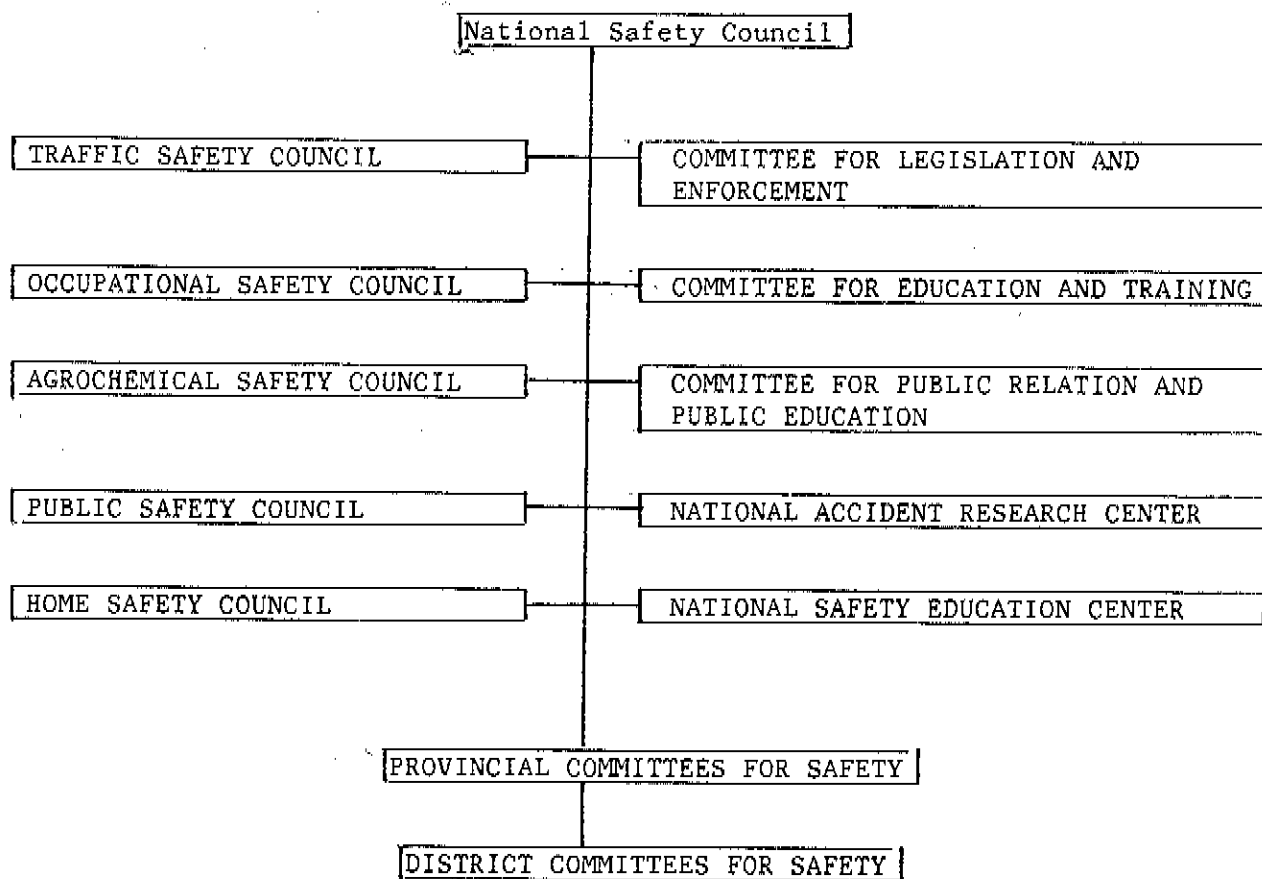 National Safety Council
TRAFFIC SAFETY COUNCIL
COMMITTEE FOR LEGISLATION AND
ENFORCEMENT
OCCUPATIONAL SAFETY COUNCIL
COMMITTEE FOR EDUCATION AND TRAINING
AGROCHEMICAL SAFETY COUNCIL
COMMITTEE FOR PUBLIC RELATION AND
PUBLIC EDUCATION
PUBLIC SAFETY COUNCIL
NATIONAL ACCIDENT RESEARCH CENTER
HOME SAFETY COUNCIL
NATIONAL SAFETY EDUCATION CENTER
PROVINCIAL COMMITTEES FOR SAFETY
DISTRICT COMMITTEES FOR SAFETY